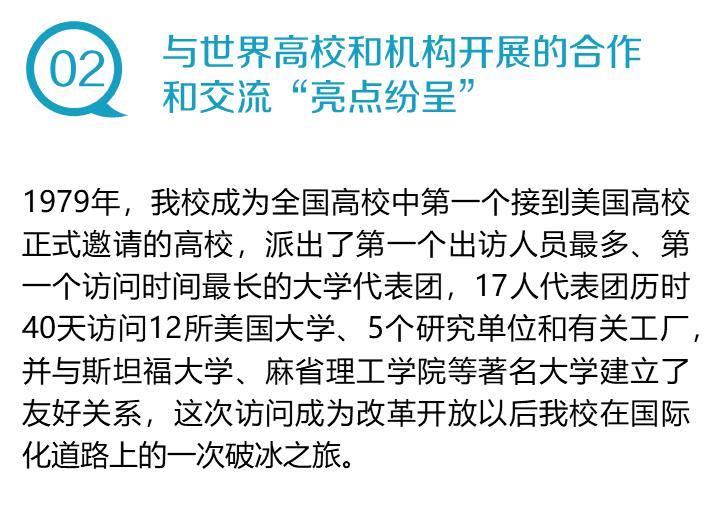 02
与世界高校和机构开展的合作
和交流“亮点纷呈”
1979年，我校成为全国高校中第一个接到美国高校
正式邀请的高校，派出了第一个出访人员最多、第
一个访问时间最长的大学代表团，17人代表团历时
40天访问12所美国大学、5个研究单位和有关工厂，
并与斯坦福大学、麻省理工学院等著名大学建立了
友好关系，这次访问成为改革开放以后我校在国际
化道路上的一次破冰之旅。